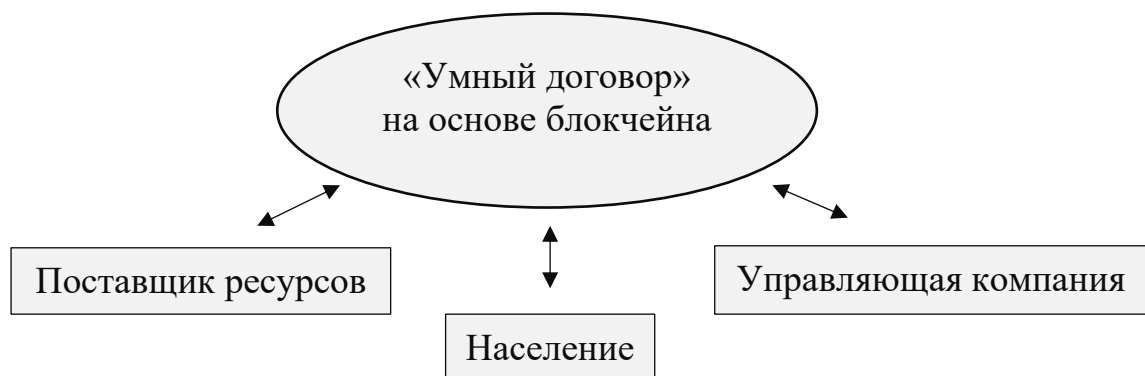 «Умный договор»
на основе блокчейна
Поставщик ресурсов
Население
Управляющая компания